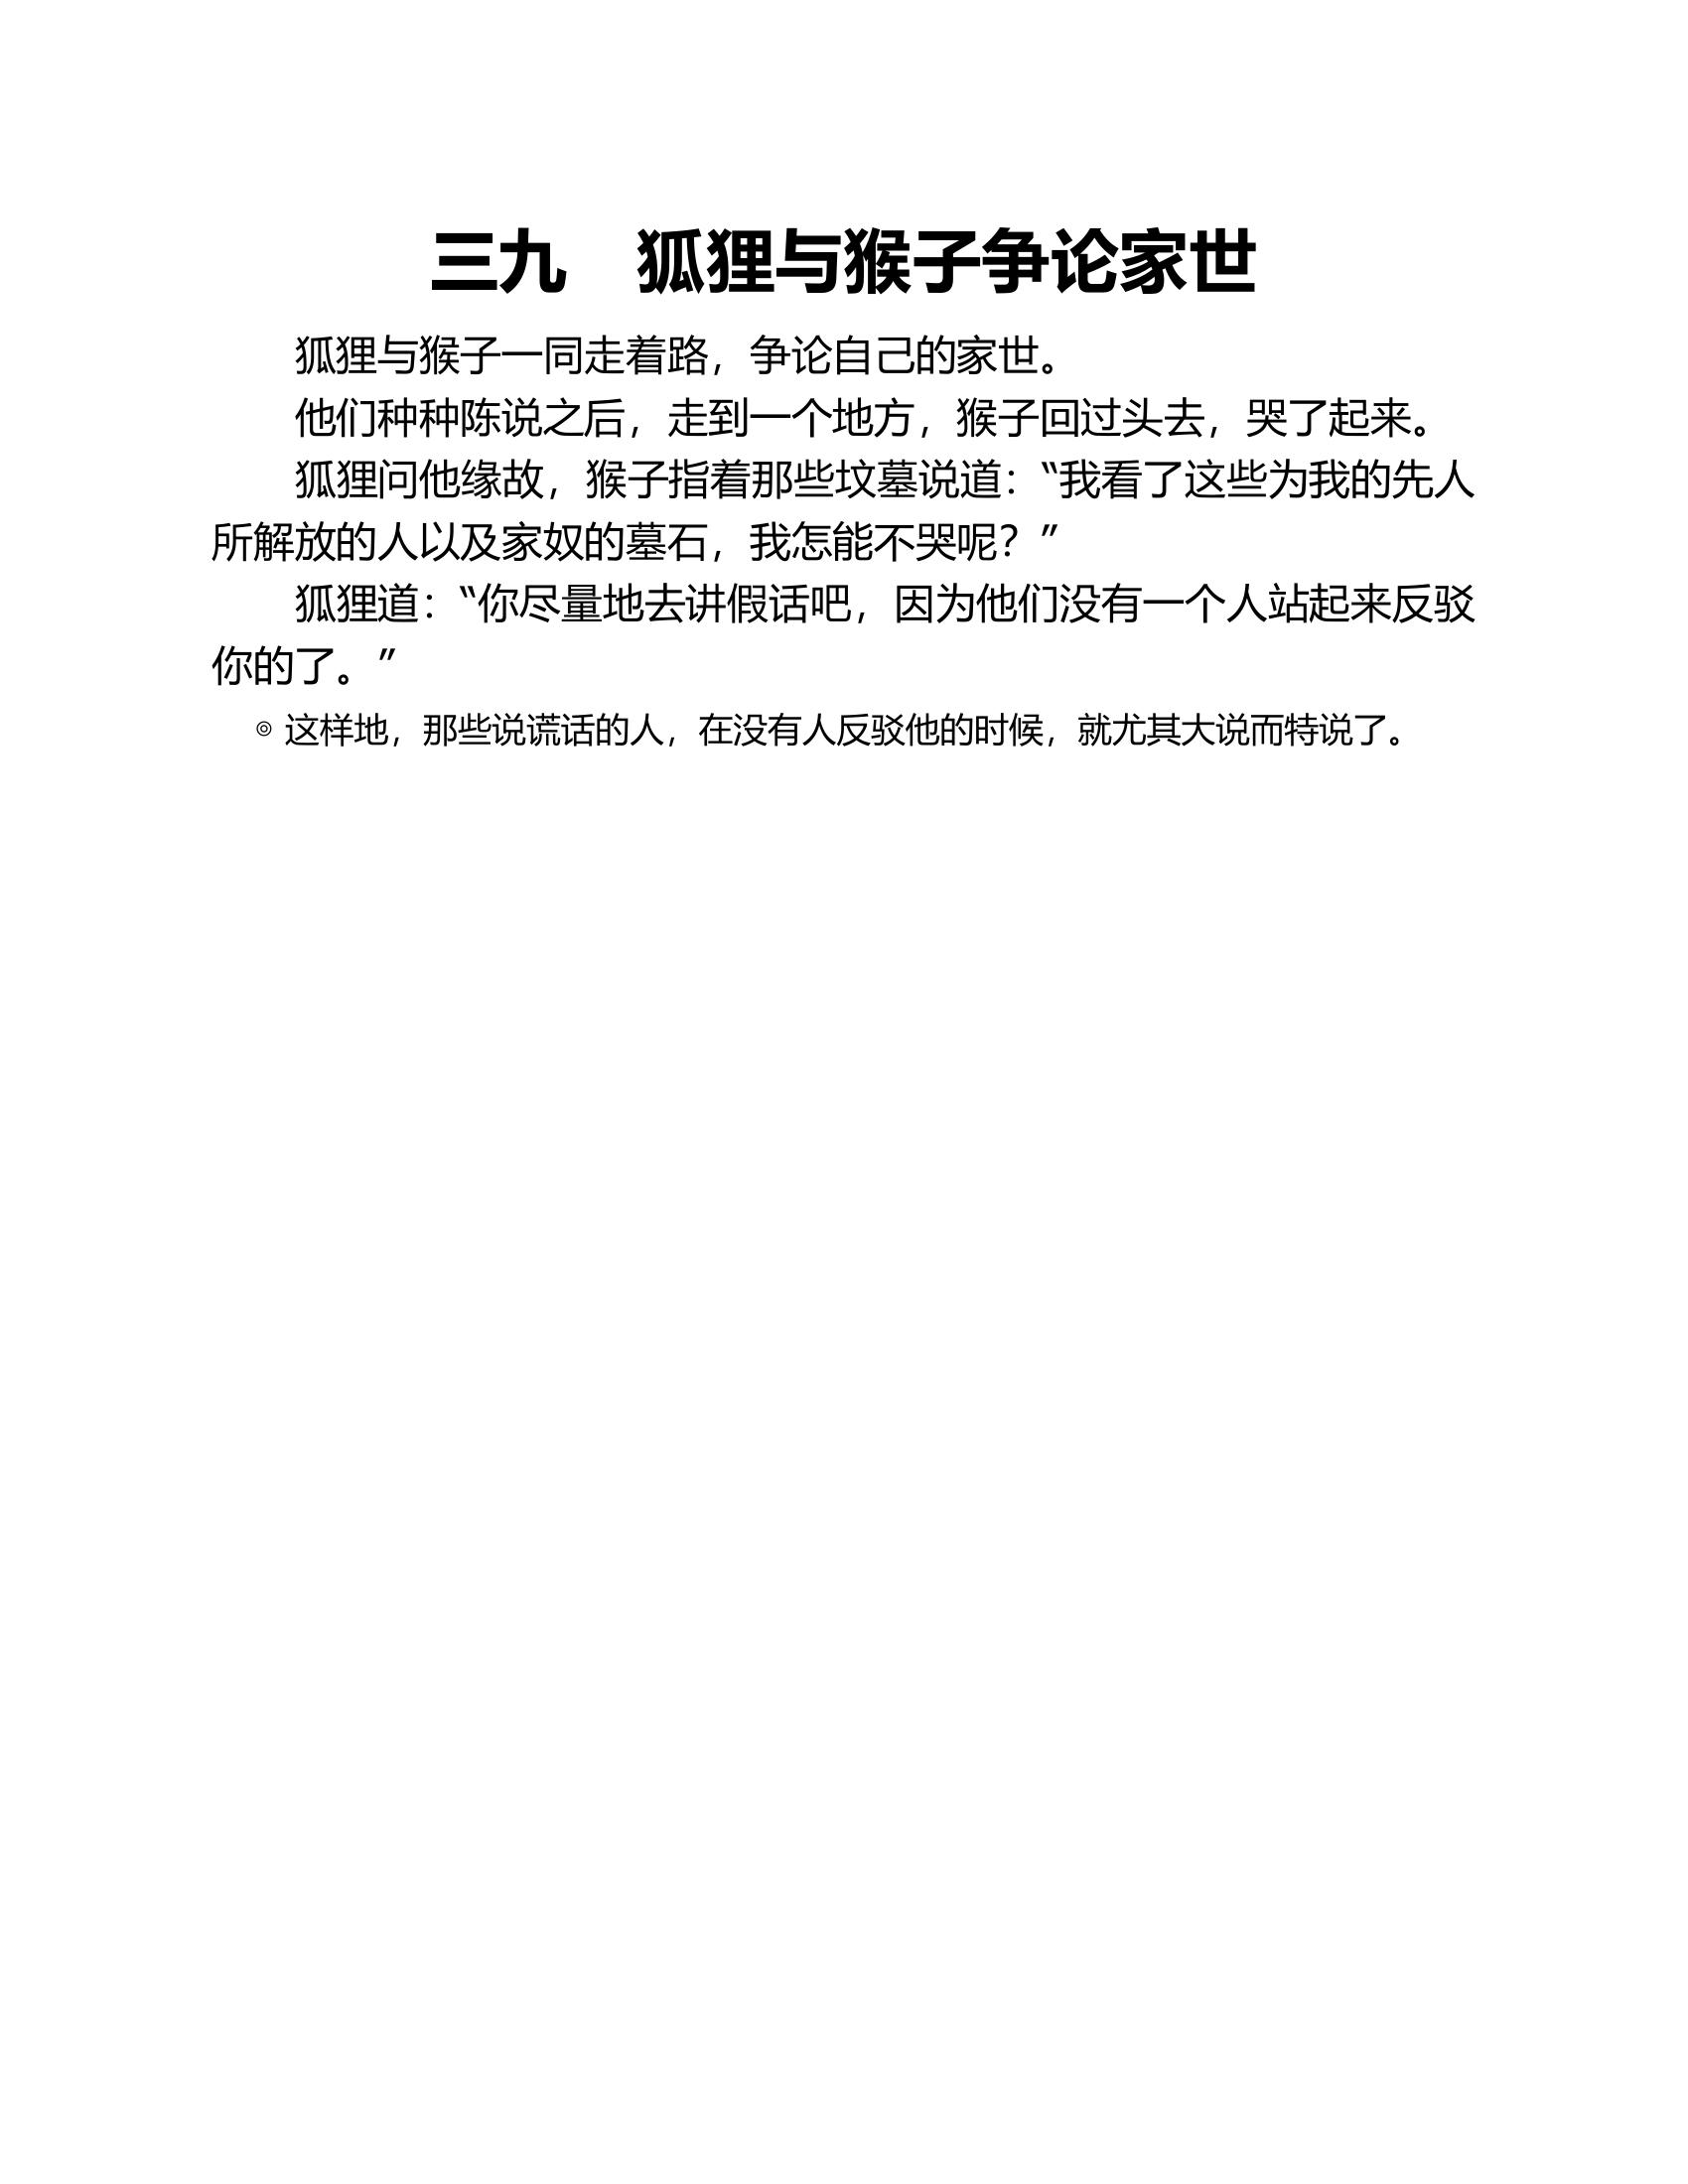 三九　狐狸与猴子争论家世
狐狸与猴子一同走着路，争论自己的家世。
他们种种陈说之后，走到一个地方，猴子回过头去，哭了起来。
狐狸问他缘故，猴子指着那些坟墓说道：“我看了这些为我的先人
所解放的人以及家奴的墓石，我怎能不哭呢？”
狐狸道：“你尽量地去讲假话吧，因为他们没有一个人站起来反驳
你的了。”
◎ 这样地，那些说谎话的人，在没有人反驳他的时候，就尤其大说而特说了。